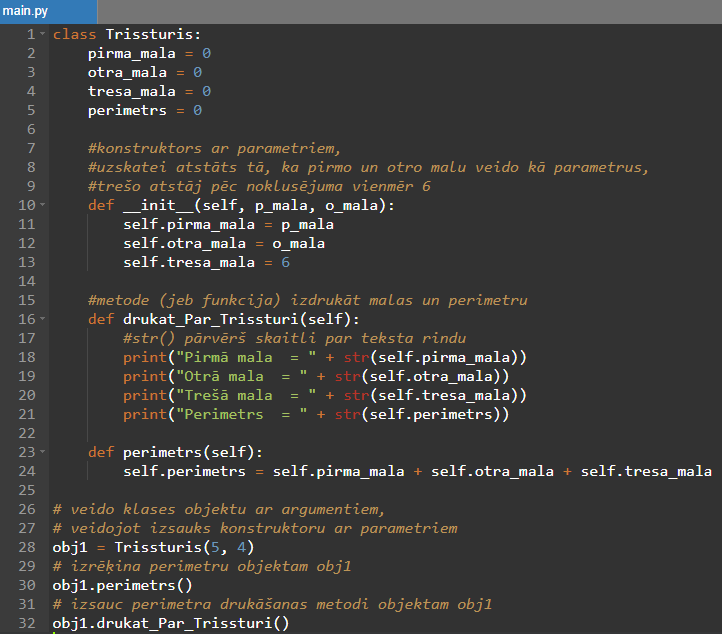 main.py
1 class Trissturis:
2     pirma_mala = 0
3     otra_mala = 0
4     tresa_mala = 0
5     perimetrs = 0
6
7     #konstruktors ar parametriem,
8     #uzskatei atstāts tā, ka pirmo un otro malu veido kā parametrus,
9     #trešo atstāj pēc noklusējuma vienmēr 6
10     def __init__(self, p_mala, o_mala):
11         self.pirma_mala = p_mala
12         self.otra_mala = o_mala
13         self.tresa_mala = 6
14
15     #metode (jeb funkcija) izdrukāt malas un perimetru
16     def drukat_Par_Trissturi(self):
17         #str() pārvērš skaitli par teksta rindu
18         print("Pirmā mala  = " + str(self.pirma_mala))
19         print("Otrā mala  = " + str(self.otra_mala))
20         print("Trešā mala  = " + str(self.tresa_mala))
21         print("Perimetrs  = " + str(self.perimetrs))
22
23     def perimetrs(self):
24         self.perimetrs = self.pirma_mala + self.otra_mala + self.tresa_mala
25
26 # veido klases objektu ar argumentiem,
27 # veidojot izsauks konstruktoru ar parametriem
28 obj1 = Trissturis(5, 4)
29 # izrēķina perimetru objektam obj1
30 obj1.perimetrs()
31 # izsauc perimetra drukāšanas metodi objektam obj1
32 obj1.drukat_Par_Trissturi()